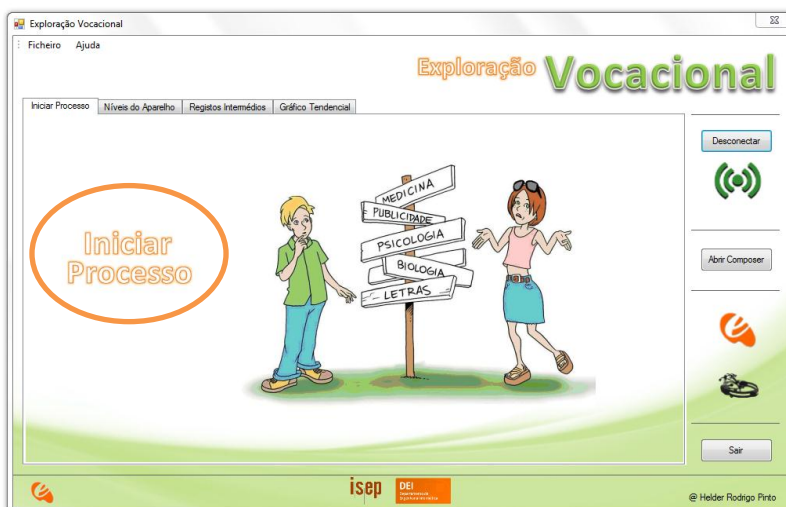 Exploração Vocacional
Ficheiro Ajuda
Exploração Vocacional
Iniciar Processo Níveis do Aparelho Registos Intermédios Gráfico Tendencial
Desconectar
Iniciar
Processo
MEDICINA
PUBLICIDADE
PSICOLOGIA
BIOLOGIA
LETRAS
Abrir Composer
Sair
isep
DEI
@ Helder Rodrigo Pinto